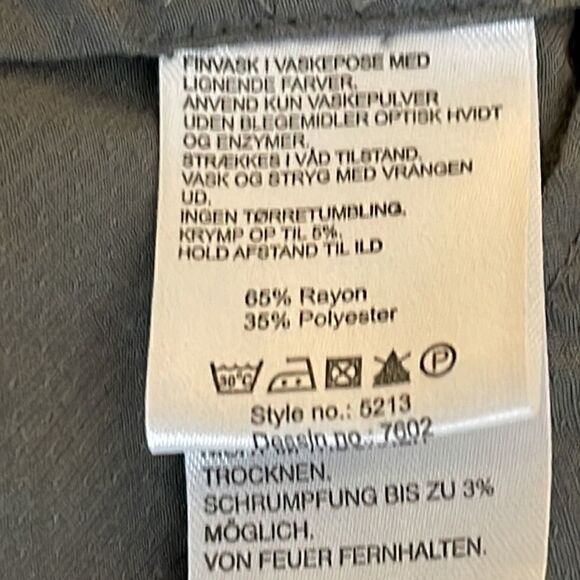 FINVASK I VASKEPOSE MED
LIGNENDE FARVER.
ANVEND KUN VASKEPULVER
UDEN BLEGEMIDLER OPTISK HVIDT
OG ENZYMER.
STRÆKKES I VÅD TILSTAND.
VASK OG STRYG MED VRANGEN
UD.
INGEN TØRRETUMBLING.
KRYMP OP TIL 5%.
HOLD AFSTAND TIL ILD
65% Rayon
35% Polyester
30°C P
Style no.: 5213
Dessin no.: 7602
TROCKNEN.
SCHRUMPFUNG BIS ZU 3%
MÖGLICH.
VON FEUER FERNHALTEN.